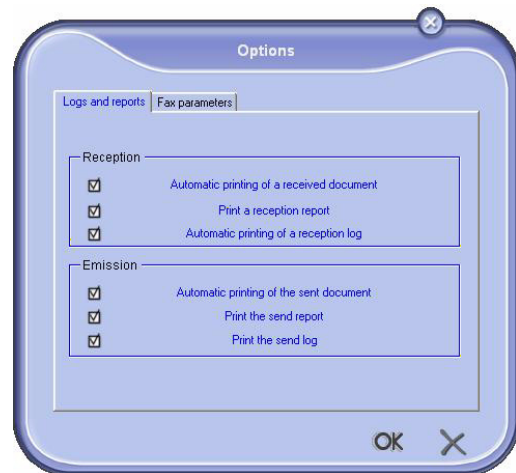 Options
Logs and reports Fax parameters
Reception
Automatic printing of a received document
Print a reception report
Automatic printing of a reception log
Emission
Automatic printing of the sent document
Print the send report
Print the send log
OK